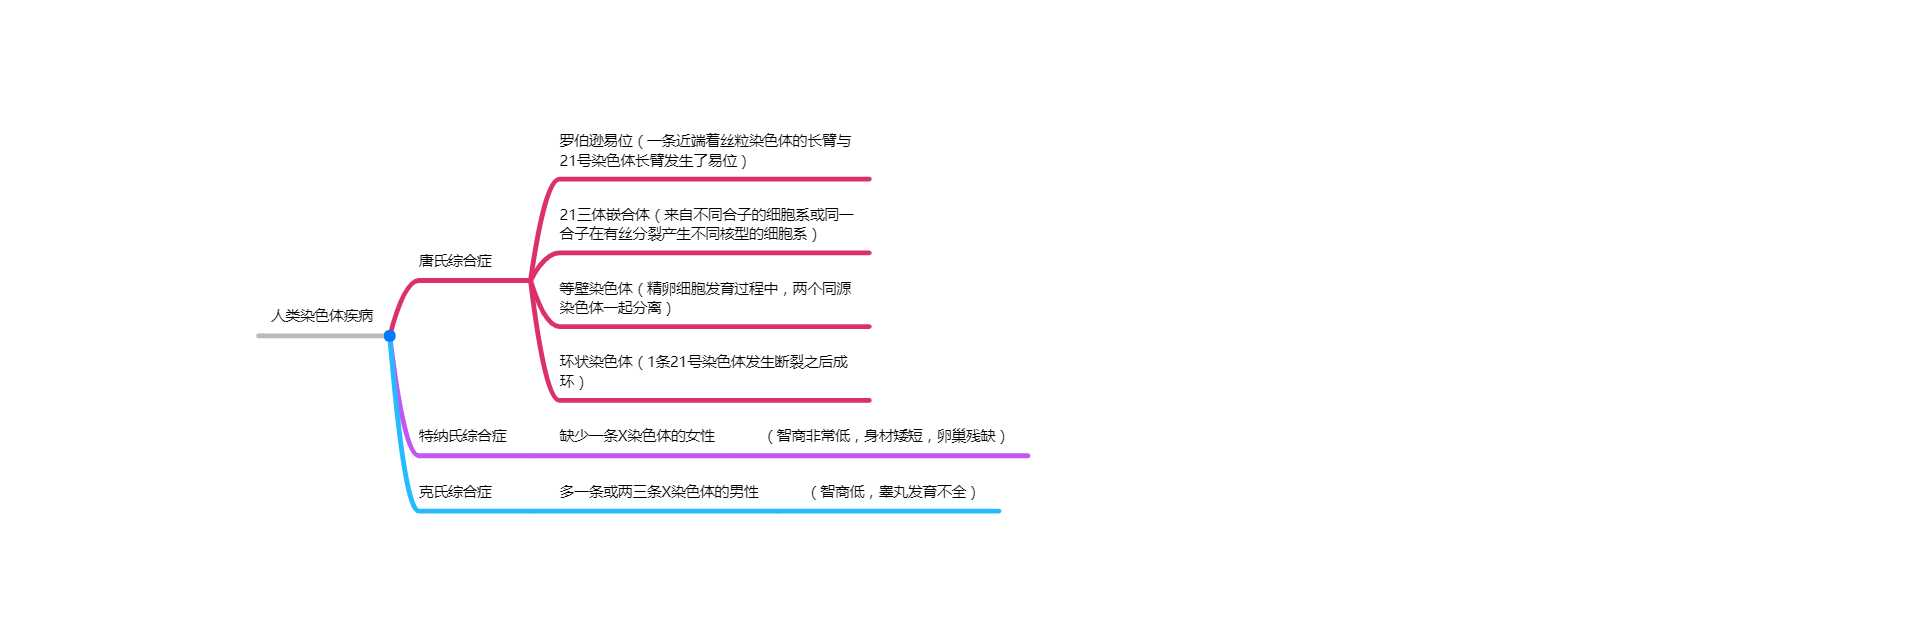 罗伯逊易位（一条近端着丝粒染色体的长臂与
21号染色体长臂发生了易位）
21三体嵌合体（来自不同合子的细胞系或同一
合子在有丝分裂产生不同核型的细胞系）
唐氏综合症
等壁染色体（精卵细胞发育过程中，两个同源
染色体一起分离）
人类染色体疾病
环状染色体（1条21号染色体发生断裂之后成
环）
特纳氏综合症 缺少一条X染色体的女性 （智商非常低，身材矮短，卵巢残缺）
克氏综合症 多一条或两三条X染色体的男性 （智商低，睾丸发育不全）